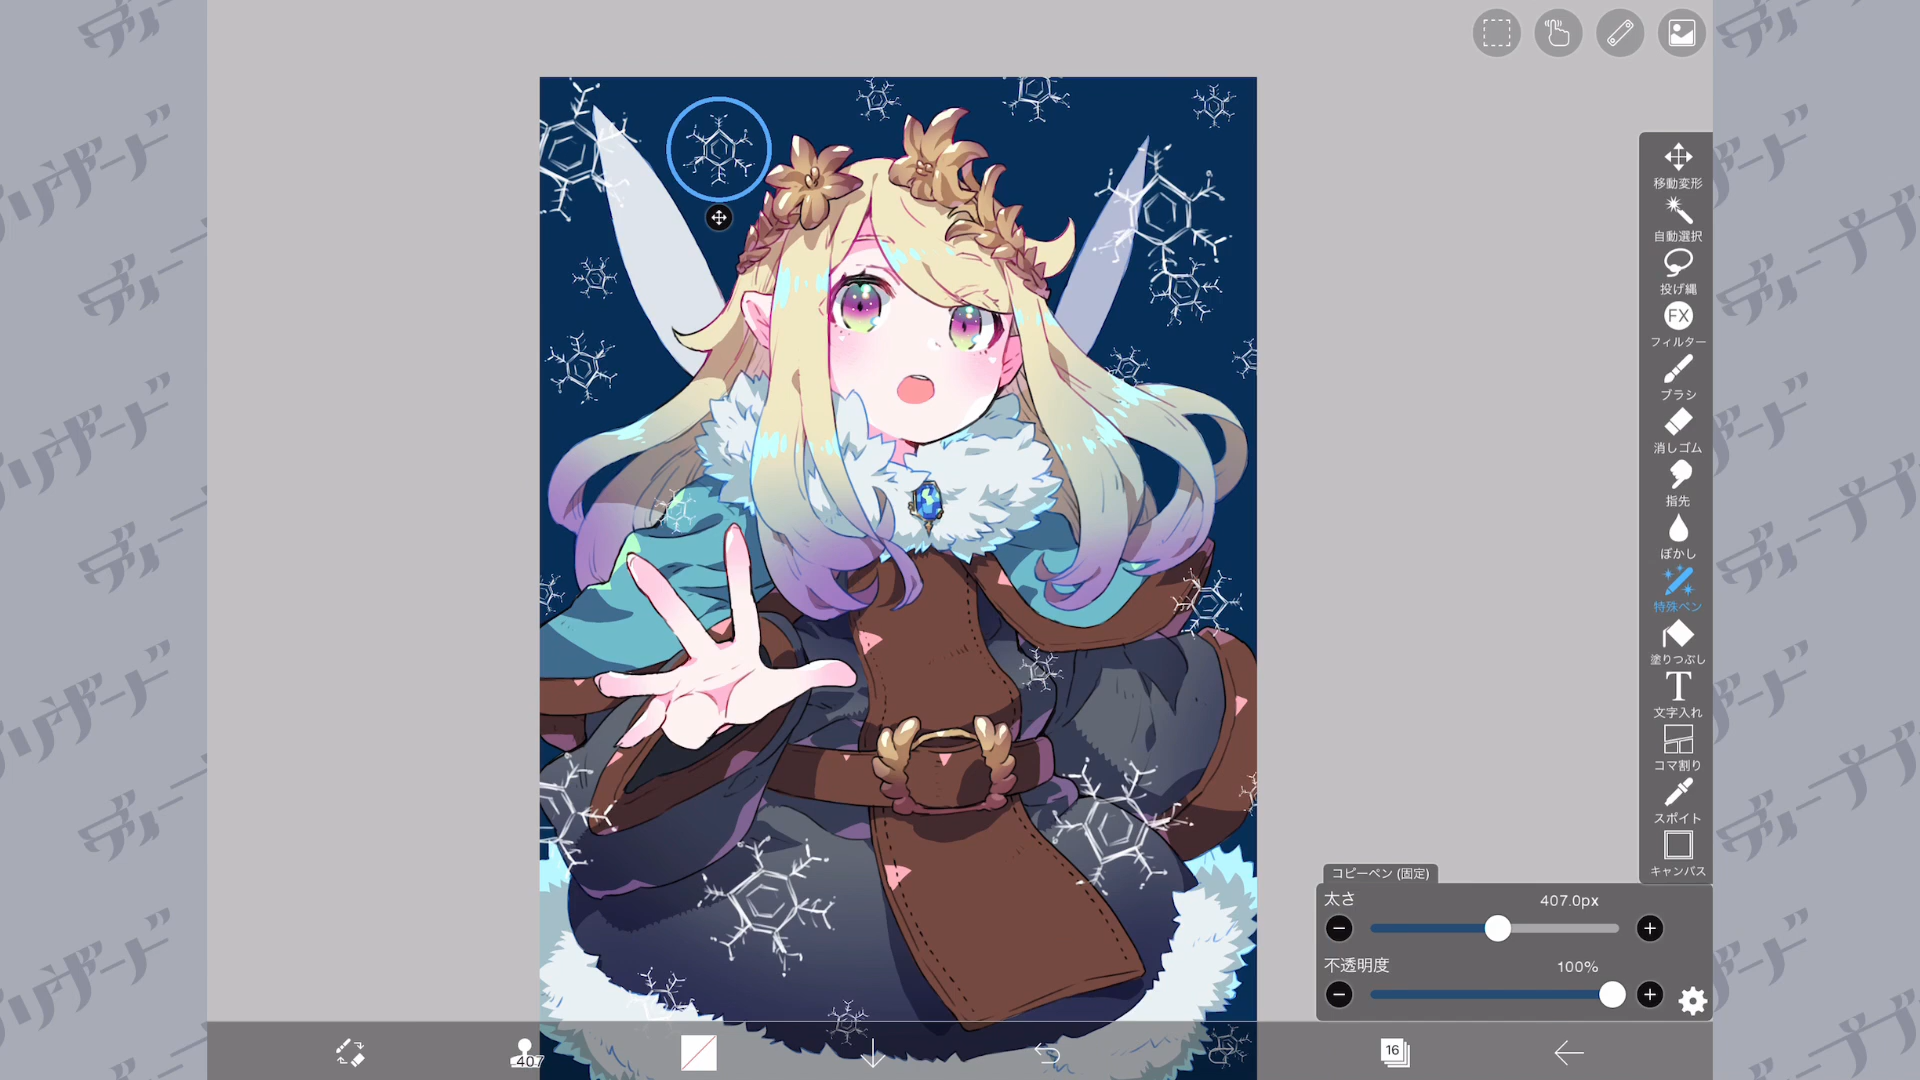 移動変形
自動選択
投げ縄
FX
フィルター
ブラシ
消しゴム
指先
ぼかし
特殊ペン
塗りつぶし
T
文字入れ
コマ割り
スポイト
キャンバス
コピーペン (固定)
太さ
407.0px
不透明度
100%
407
16